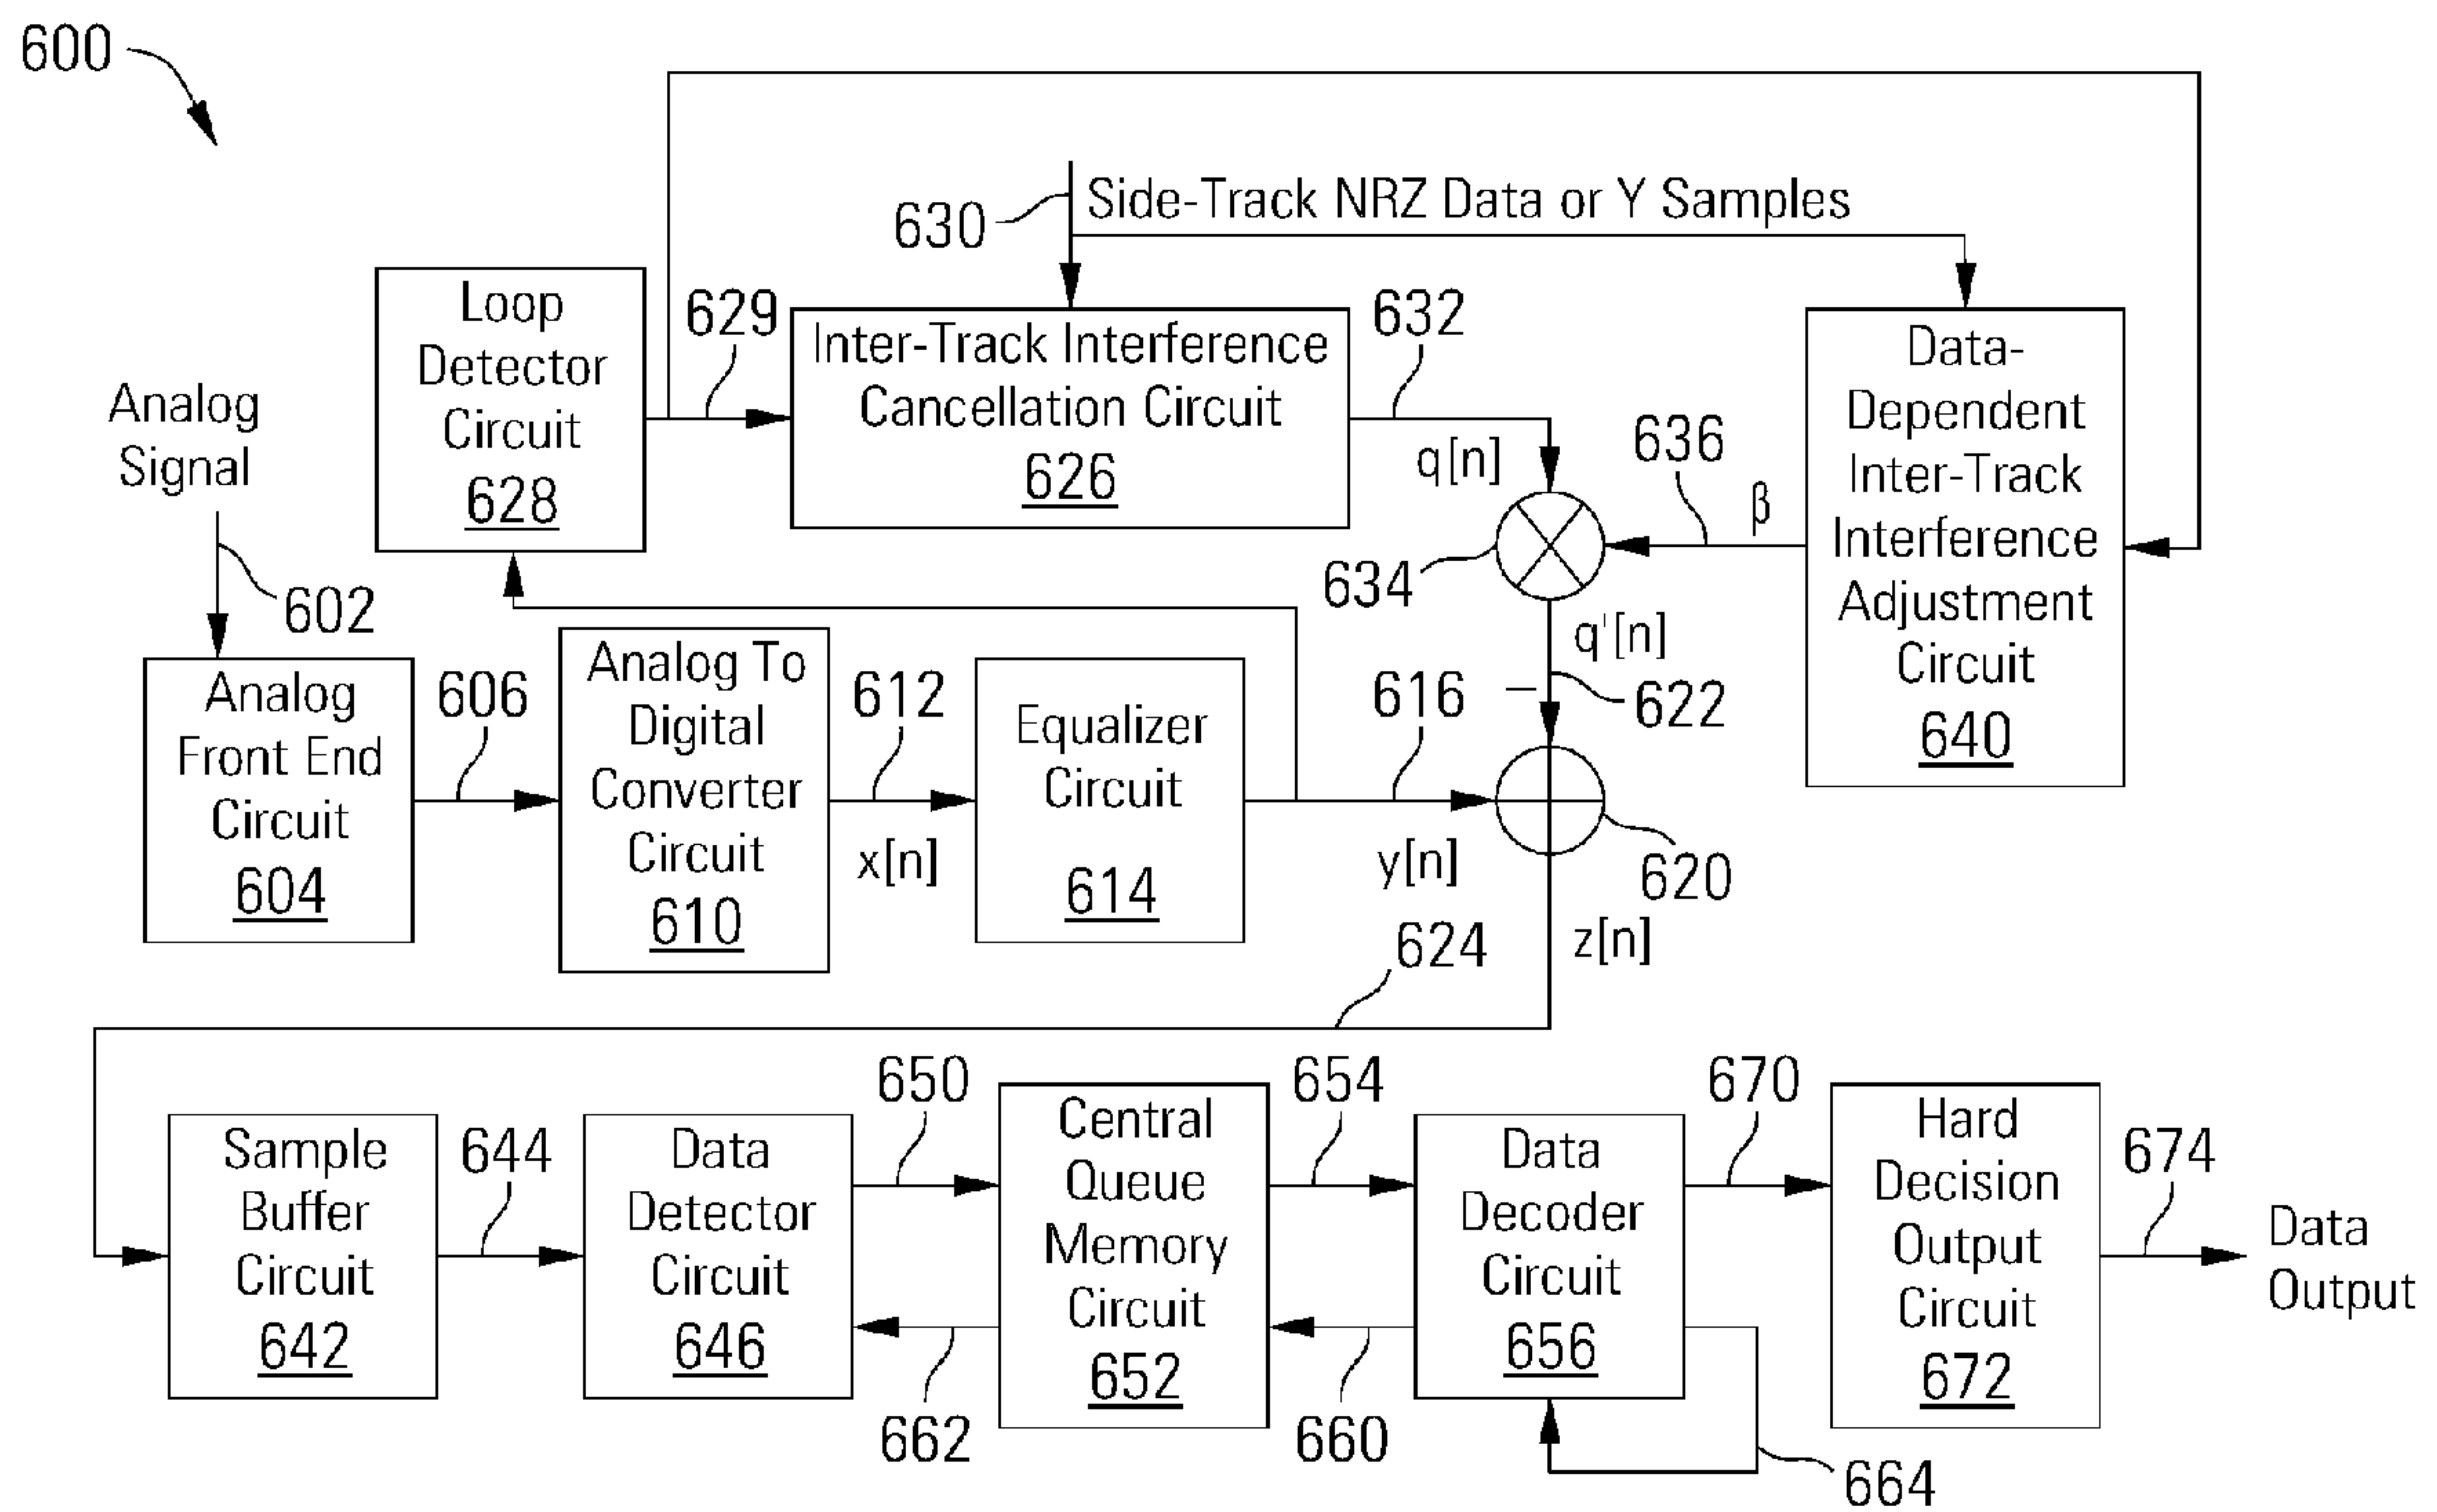 600
630
Side-Track NRZ Data or Y Samples
Loop
Detector
Circuit
628
629
Inter-Track Interference
Cancellation Circuit
626
632
q[n]
634
636
β
Data-
Dependent
Inter-Track
Interference
Adjustment
Circuit
640
Analog
Signal
602
Analog
Front End
Circuit
604
606
Analog To
Digital
Converter
Circuit
610
612
x[n]
Equalizer
Circuit
614
616
y[n]
q'[n]
–
622
620
624
z[n]
Sample
Buffer
Circuit
642
644
Data
Detector
Circuit
646
650
662
Central
Queue
Memory
Circuit
652
654
660
Data
Decoder
Circuit
656
664
670
Hard
Decision
Output
Circuit
672
674
Data
Output